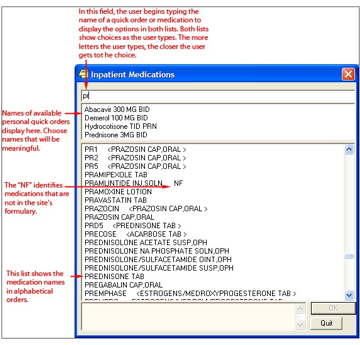 In this field, the user begins typing the
name of a quick order or medication to
display the options in both lists. Both lists
show choices as the user types. The more
letters the user types, the closer the user
gets tot he choice.
Inpatient Medications
pr
Names of available
personal quick orders
display here. Choose
names that will be
meaningful.
Abacavir 300 MG BID
Demerol 100 MG BID
Hydrocotisone TID PRN
Prednisone 3MG BID
PR1 <PRAZOSIN CAP,ORAL >
PR2 <PRAZOSIN CAP,ORAL >
PR5 <PRAZOSIN CAP,ORAL >
PRAMIPEXOLE TAB
PRAMLINTIDE INJ,SOLN NF
PRAMOXINE LOTION
PRAVASTATIN TAB
PRAZOCIN <PRAZOSIN CAP,ORAL >
PRAZOSIN CAP,ORAL
PRD5 <PREDNISONE TAB >
PRECOSE <ACARBOSE TAB >
PREDNISOLONE ACETATE SUSP,OPH
PREDNISOLONE NA PHOSPHATE SOLN,OPH
PREDNISOLONE/SULFACETAMIDE OINT,OPH
PREDNISOLONE/SULFACETAMIDE SUSP,OPH
PREDNISONE TAB
PREGABALIN CAP,ORAL
PREMPHASE <ESTROGENS/MEDROXYPROGESTERONE TAB >
The "NF" identifies
medications that are
not in the site's
formulary.
This list shows the
medication names
in alphabetical
orders.
OK
Quit